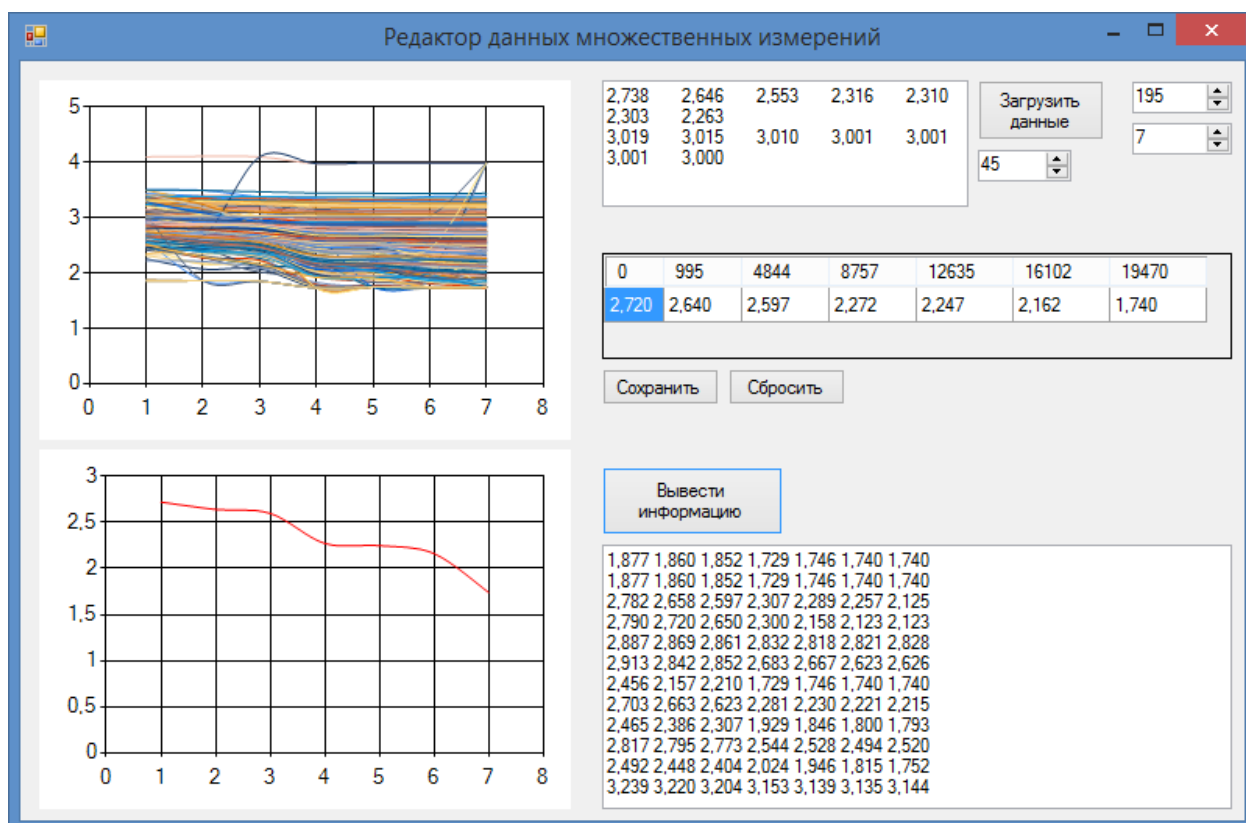 Редактор данных множественных измерений
5
4
3
2
1
0
0 1 2 3 4 5 6 7 8
2,738 2,646 2,553 2,316 2,310
2,303 2,263
3,019 3,015 3,010 3,001 3,001
3,001 3,000
Загрузить
данные
195
7
45
0 995 4844 8757 12635 16102 19470
2,720 2,640 2,597 2,272 2,247 2,162 1,740
Сохранить Сбросить
3
2,5
2
1,5
1
0,5
0
0 1 2 3 4 5 6 7 8
Вывести
информацию
1,877 1,860 1,852 1,729 1,746 1,740 1,740
1,877 1,860 1,852 1,729 1,746 1,740 1,740
2,782 2,658 2,597 2,307 2,289 2,257 2,125
2,790 2,720 2,650 2,300 2,158 2,123 2,123
2,887 2,869 2,861 2,832 2,818 2,821 2,828
2,913 2,842 2,852 2,683 2,667 2,623 2,626
2,456 2,157 2,210 1,729 1,746 1,740 1,740
2,703 2,663 2,623 2,281 2,230 2,221 2,215
2,465 2,386 2,307 1,929 1,846 1,800 1,793
2,817 2,795 2,773 2,544 2,528 2,494 2,520
2,492 2,448 2,404 2,024 1,946 1,815 1,752
3,239 3,220 3,204 3,153 3,139 3,135 3,144